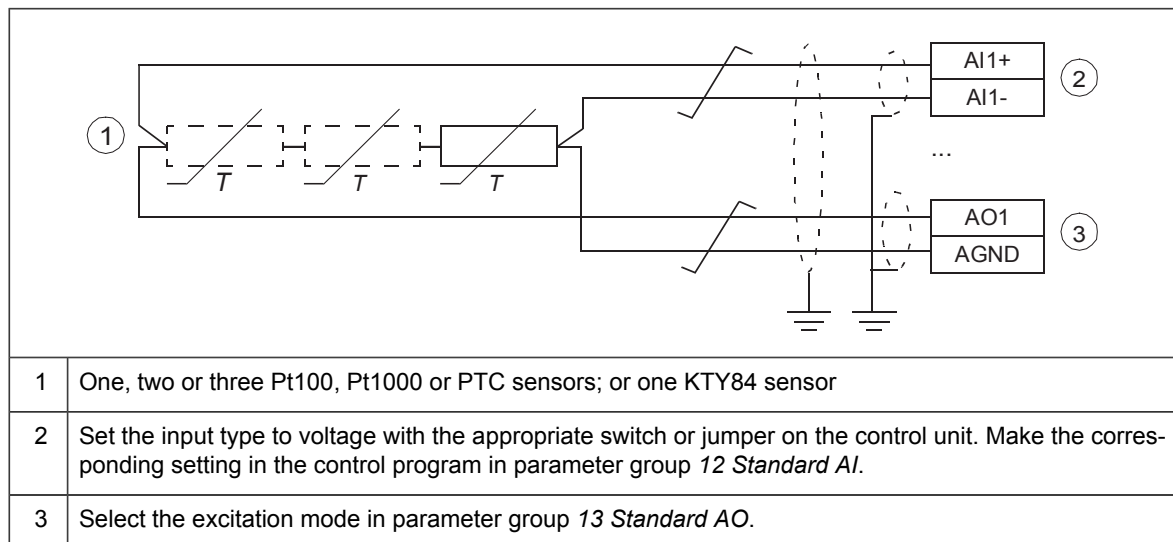 AI1+
AI1-
2
1
...
T
T
T
AO1
AGND
3
1 One, two or three Pt100, Pt1000 or PTC sensors; or one KTY84 sensor
2 Set the input type to voltage with the appropriate switch or jumper on the control unit. Make the corres-
ponding setting in the control program in parameter group 12 Standard AI.
3 Select the excitation mode in parameter group 13 Standard AO.